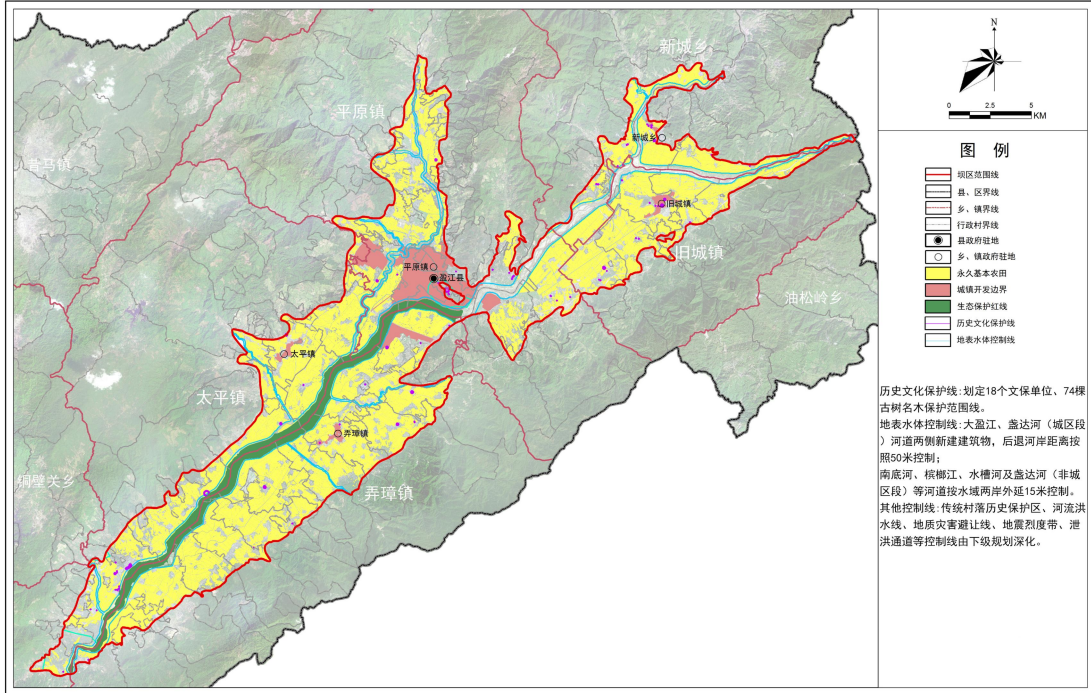 新城乡
平原镇
昔马镇
新城乡
旧城镇
旧城镇
平原镇
盈江县
油松岭乡
太平镇
太平镇
弄璋镇
弄璋镇
铜壁关乡
N
0 2.5 5
KM
图 例
坝区范围线
县、区界线
乡、镇界线
行政村界线
县政府驻地
乡、镇政府驻地
永久基本农田
城镇开发边界
生态保护红线
历史文化保护线
地表水体控制线
历史文化保护线:划定18个文保单位、74棵
古树名木保护范围线。
地表水体控制线:大盈江、盏达河（城区段
）河道两侧新建建筑物，后退河岸距离按
照50米控制；
南底河、槟榔江、水槽河及盏达河（非城
区段）等河道按水域两岸外延15米控制。
其他控制线:传统村落历史保护区、河流洪
水线、地质灾害避让线、地震烈度带、泄
洪通道等控制线由下级规划深化。